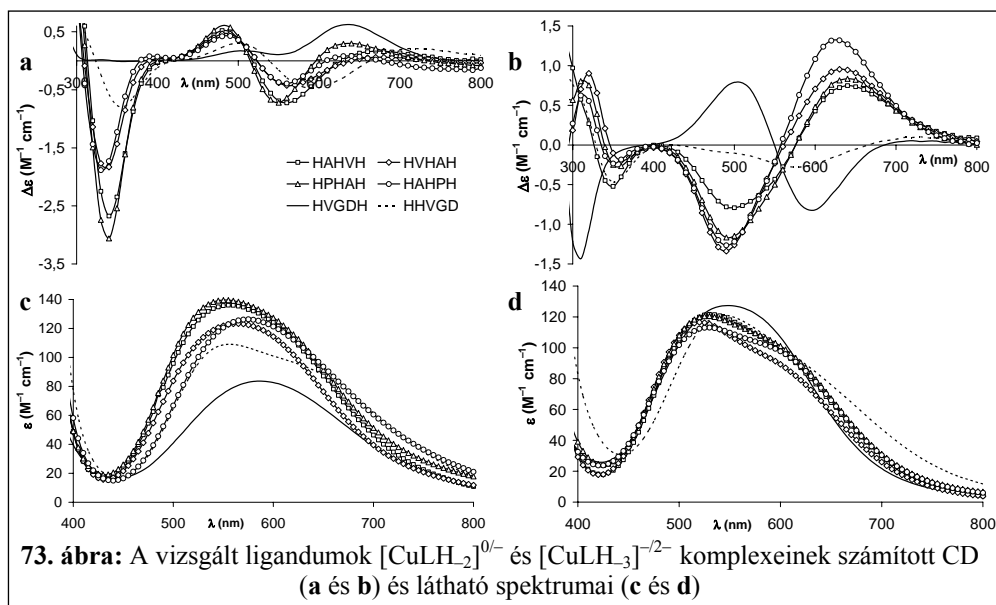 a
Δε (M⁻¹ cm⁻¹)
0,5
-0,5
-1,5
-2,5
-3,5
300
400
500
600
700
800
λ (nm)
HAHVH
HVHAH
HPHAH
HAHPH
HVGDH
HHVGD
b
Δε (M⁻¹ cm⁻¹)
1,5
1,0
0,5
0,0
-0,5
-1,0
-1,5
300
400
500
600
700
800
λ (nm)
c
ε (M⁻¹ cm⁻¹)
140
120
100
80
60
40
20
0
400
500
600
700
800
λ (nm)
d
ε (M⁻¹ cm⁻¹)
140
120
100
80
60
40
20
0
400
500
600
700
800
λ (nm)
73. ábra: A vizsgált ligandumok [CuLH₋₂]⁰ᐟ⁻ és [CuLH₋₃]⁻ᐟ²⁻ komplexeinek számított CD
(a és b) és látható spektrumai (c és d)